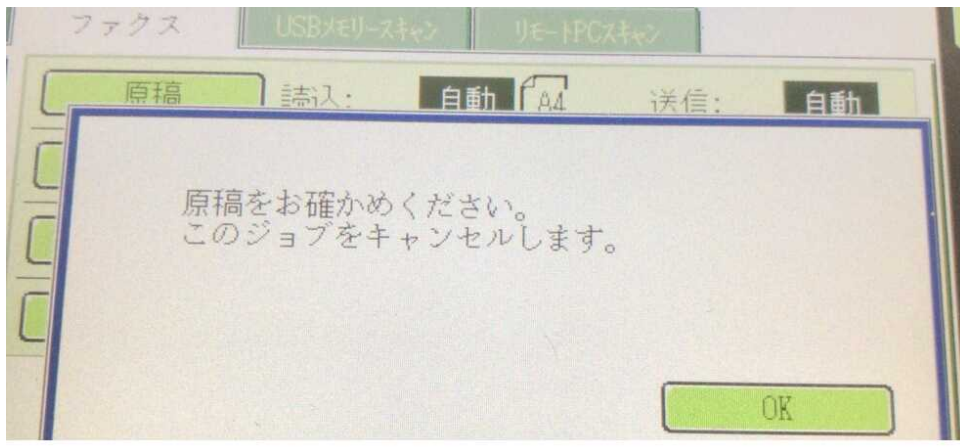 ファクス USBメモリースキャン リモートPCスキャン
原稿 読込: 自動 A4 送信: 自動
原稿をお確かめください。
このジョブをキャンセルします。
OK